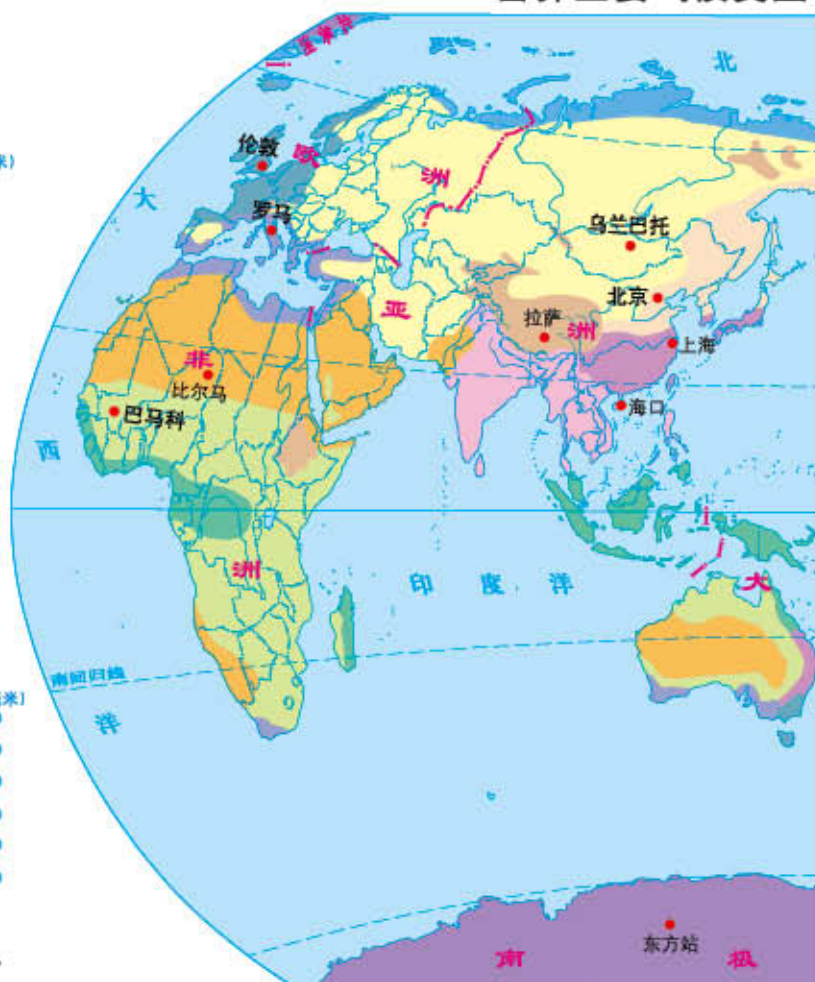 北
米)
伦敦
欧
洲
大
罗马
乌兰巴托
北京
亚
洲
拉萨
上海
非
比尔马
巴马科
海口
西
洲
印 度 洋
大
南回归线
米)
洋
东方站
南 极